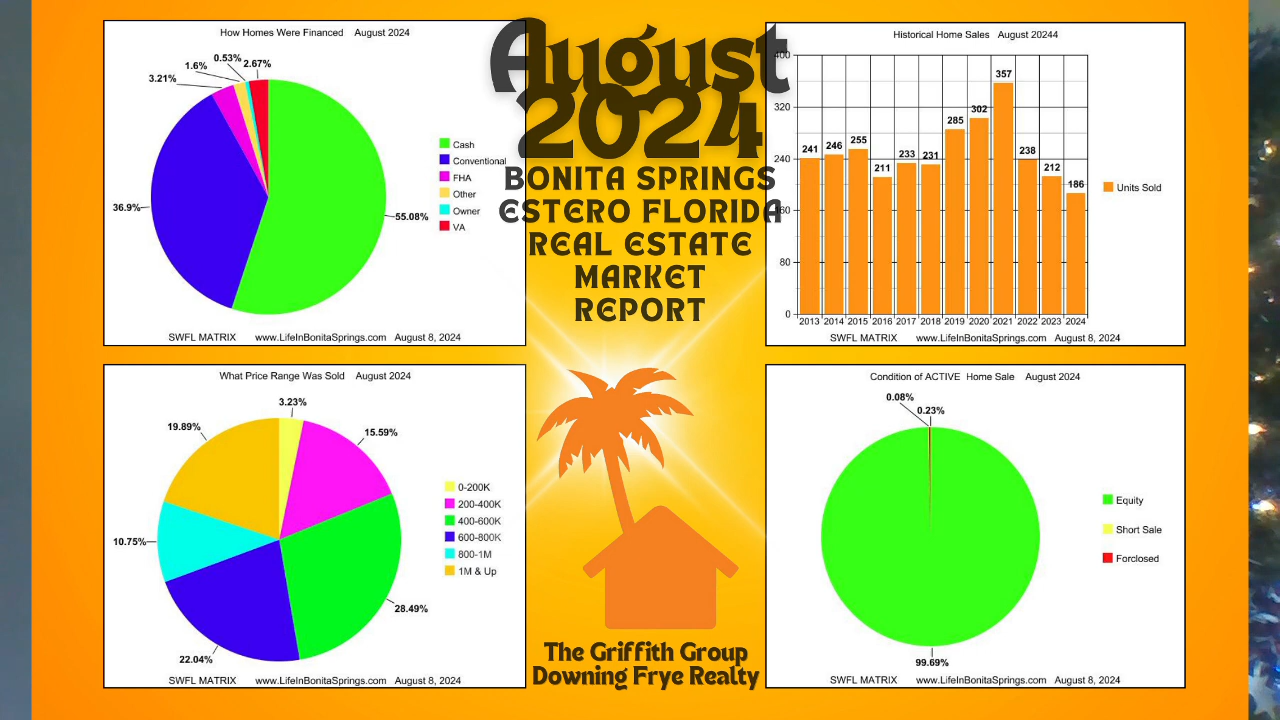 How Homes Were Financed August 2024
0.53%
2.67%
1.6%
3.21%
36.9%
55.08%
Cash
Conventional
FHA
Other
Owner
VA
SWFL MATRIX www.LifeInBonitaSprings.com August 8, 2024
August
2024
BONITA SPRINGS
ESTERO FLORIDA
REAL ESTATE
MARKET
REPORT
Historical Home Sales August 20244
400
320
240
160
80
0
241
246
255
211
233
231
285
302
357
238
212
186
2013 2014 2015 2016 2017 2018 2019 2020 2021 2022 2023 2024
Units Sold
SWFL MATRIX www.LifeInBonitaSprings.com August 8, 2024
What Price Range Was Sold August 2024
3.23%
19.89%
15.59%
10.75%
28.49%
22.04%
0-200K
200-400K
400-600K
600-800K
800-1M
1M & Up
SWFL MATRIX www.LifeInBonitaSprings.com August 8, 2024
Condition of ACTIVE Home Sale August 2024
0.08%
0.23%
99.69%
Equity
Short Sale
Forclosed
SWFL MATRIX www.LifeInBonitaSprings.com August 8, 2024
The Griffith Group
Downing Frye Realty